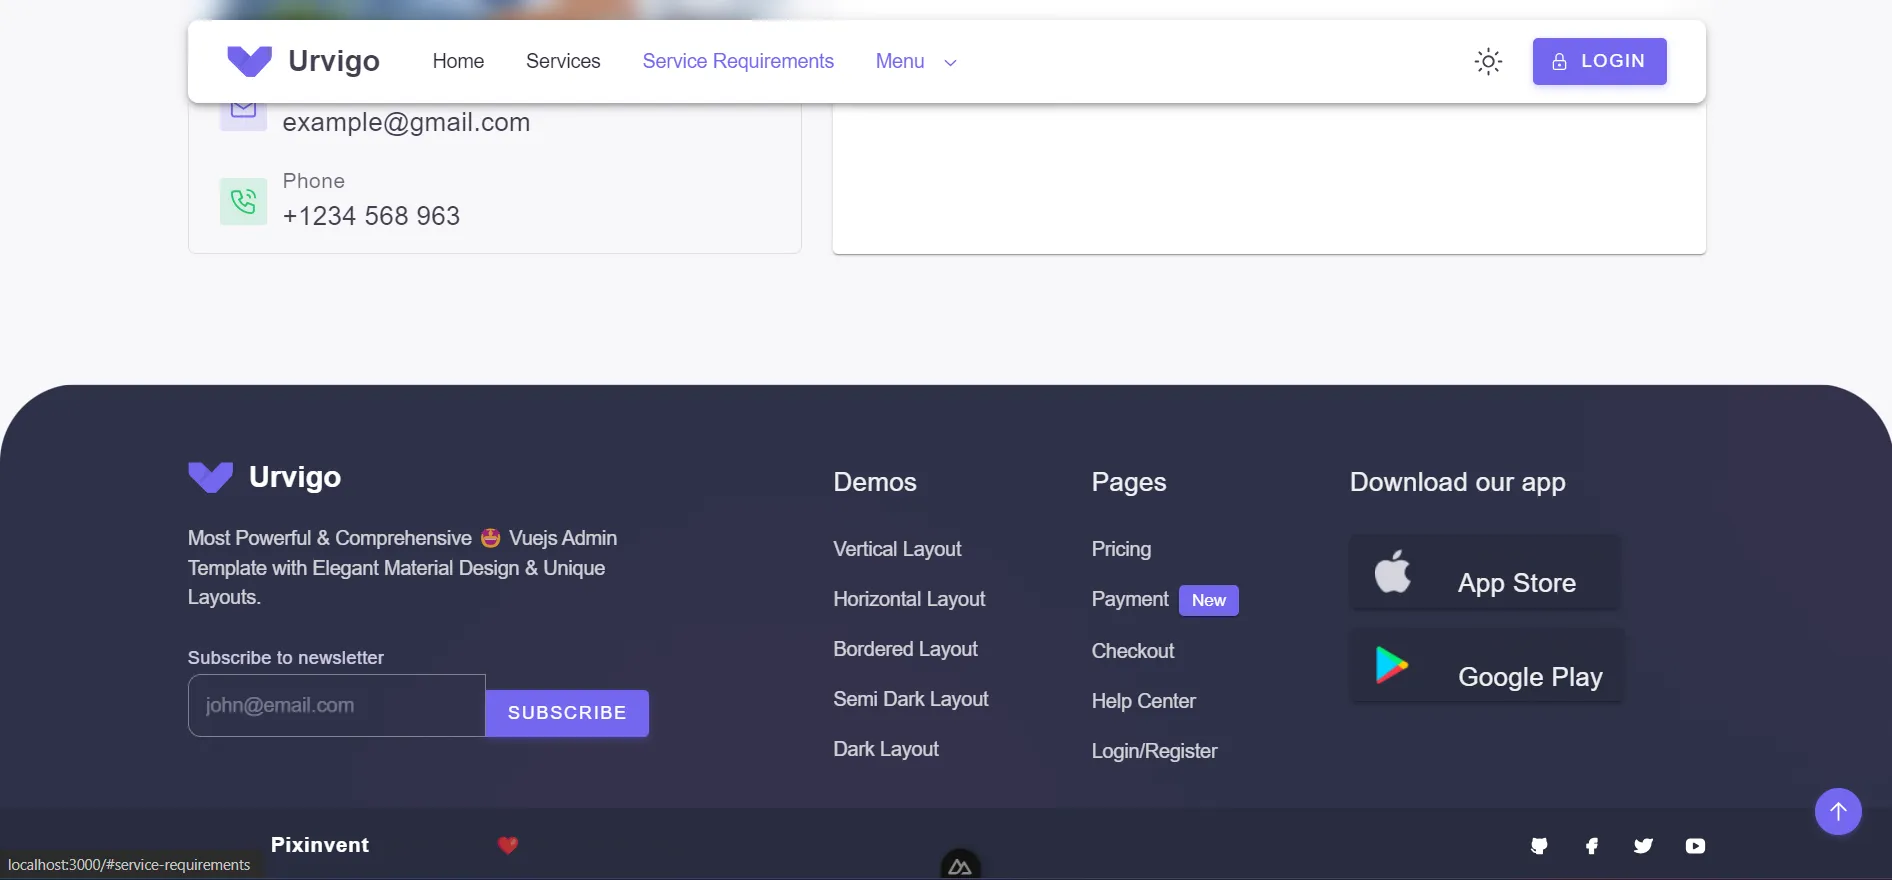 Urvigo
Home
Services
Service Requirements
Menu
LOGIN
example@gmail.com
Phone
+1234 568 963
Urvigo
Most Powerful & Comprehensive 🤩 Vuejs Admin
Template with Elegant Material Design & Unique
Layouts.
Subscribe to newsletter
john@email.com
SUBSCRIBE
Demos
Vertical Layout
Horizontal Layout
Bordered Layout
Semi Dark Layout
Dark Layout
Pages
Pricing
Payment New
Checkout
Help Center
Login/Register
Download our app
App Store
Google Play
Pixinvent ❤️
localhost:3000/#service-requirements